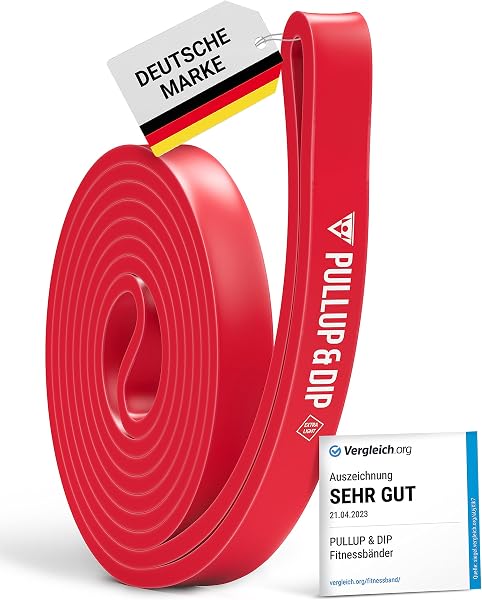 DEUTSCHE
MARKE
PULLUP & DIP
EXTRA
LIGHT
Vergleich.org
Auszeichnung
SEHR GUT
21.04.2023
PULLUP & DIP
Fitnessbänder
vergleich.org/fitnessband/